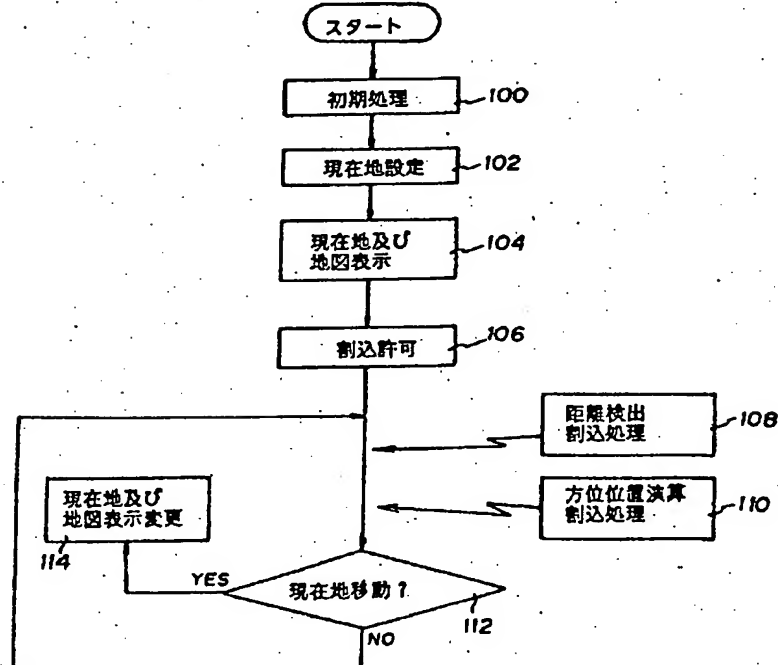 スタート
初期処理
100
現在地設定
102
現在地及び
地図表示
104
割込許可
106
距離検出
割込処理
108
方位位置演算
割込処理
110
現在地及び
地図表示変更
114
YES
現在地移動？
112
NO